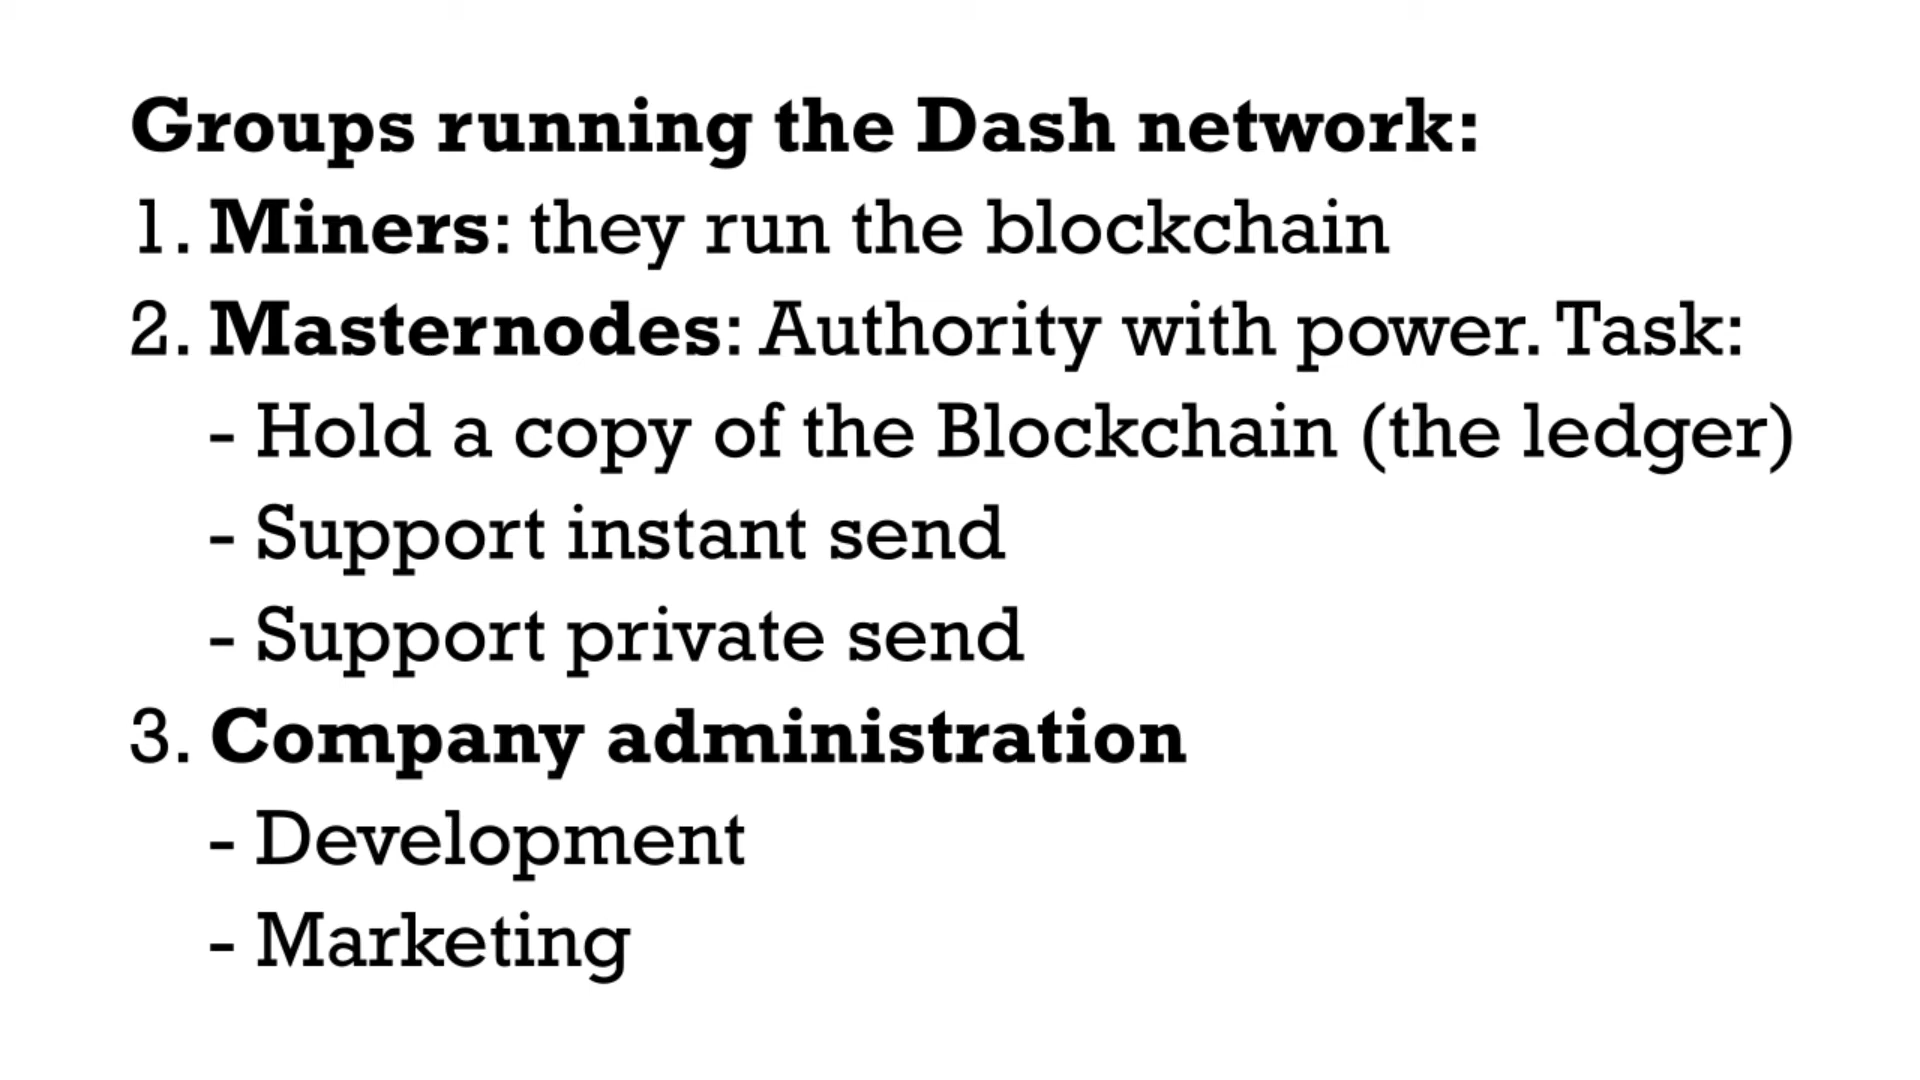 Groups running the Dash network:
1. Miners: they run the blockchain
2. Masternodes: Authority with power. Task:
- Hold a copy of the Blockchain (the ledger)
- Support instant send
- Support private send
3. Company administration
- Development
- Marketing